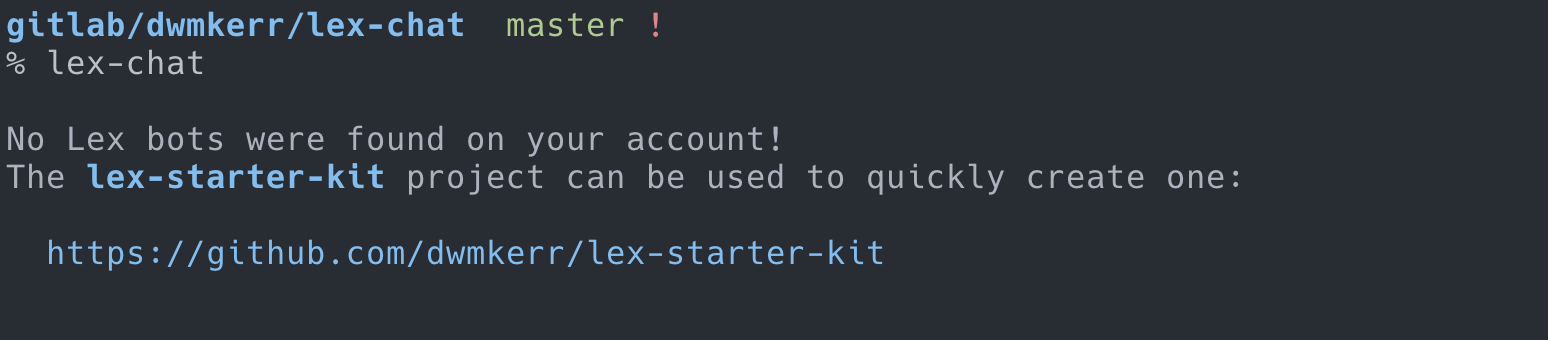 gitlab/dwmkerr/lex-chat master !
% lex-chat
No Lex bots were found on your account!
The lex-starter-kit project can be used to quickly create one:
https://github.com/dwmkerr/lex-starter-kit